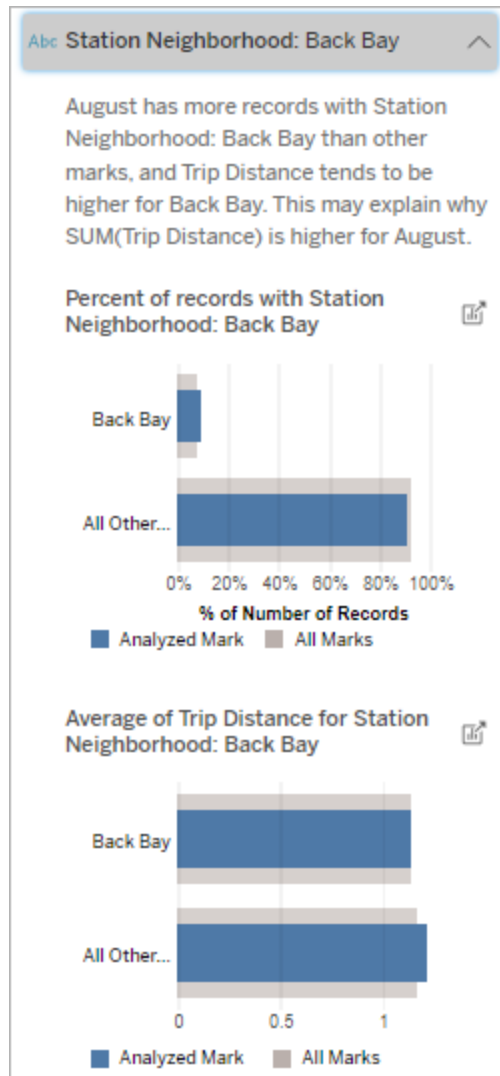 Abc Station Neighborhood: Back Bay
August has more records with Station
Neighborhood: Back Bay than other
marks, and Trip Distance tends to be
higher for Back Bay. This may explain why
SUM(Trip Distance) is higher for August.
Percent of records with Station
Neighborhood: Back Bay
Back Bay
All Other...
0% 20% 40% 60% 80% 100%
% of Number of Records
Analyzed Mark All Marks
Average of Trip Distance for Station
Neighborhood: Back Bay
Back Bay
All Other...
0 0.5 1
Analyzed Mark All Marks